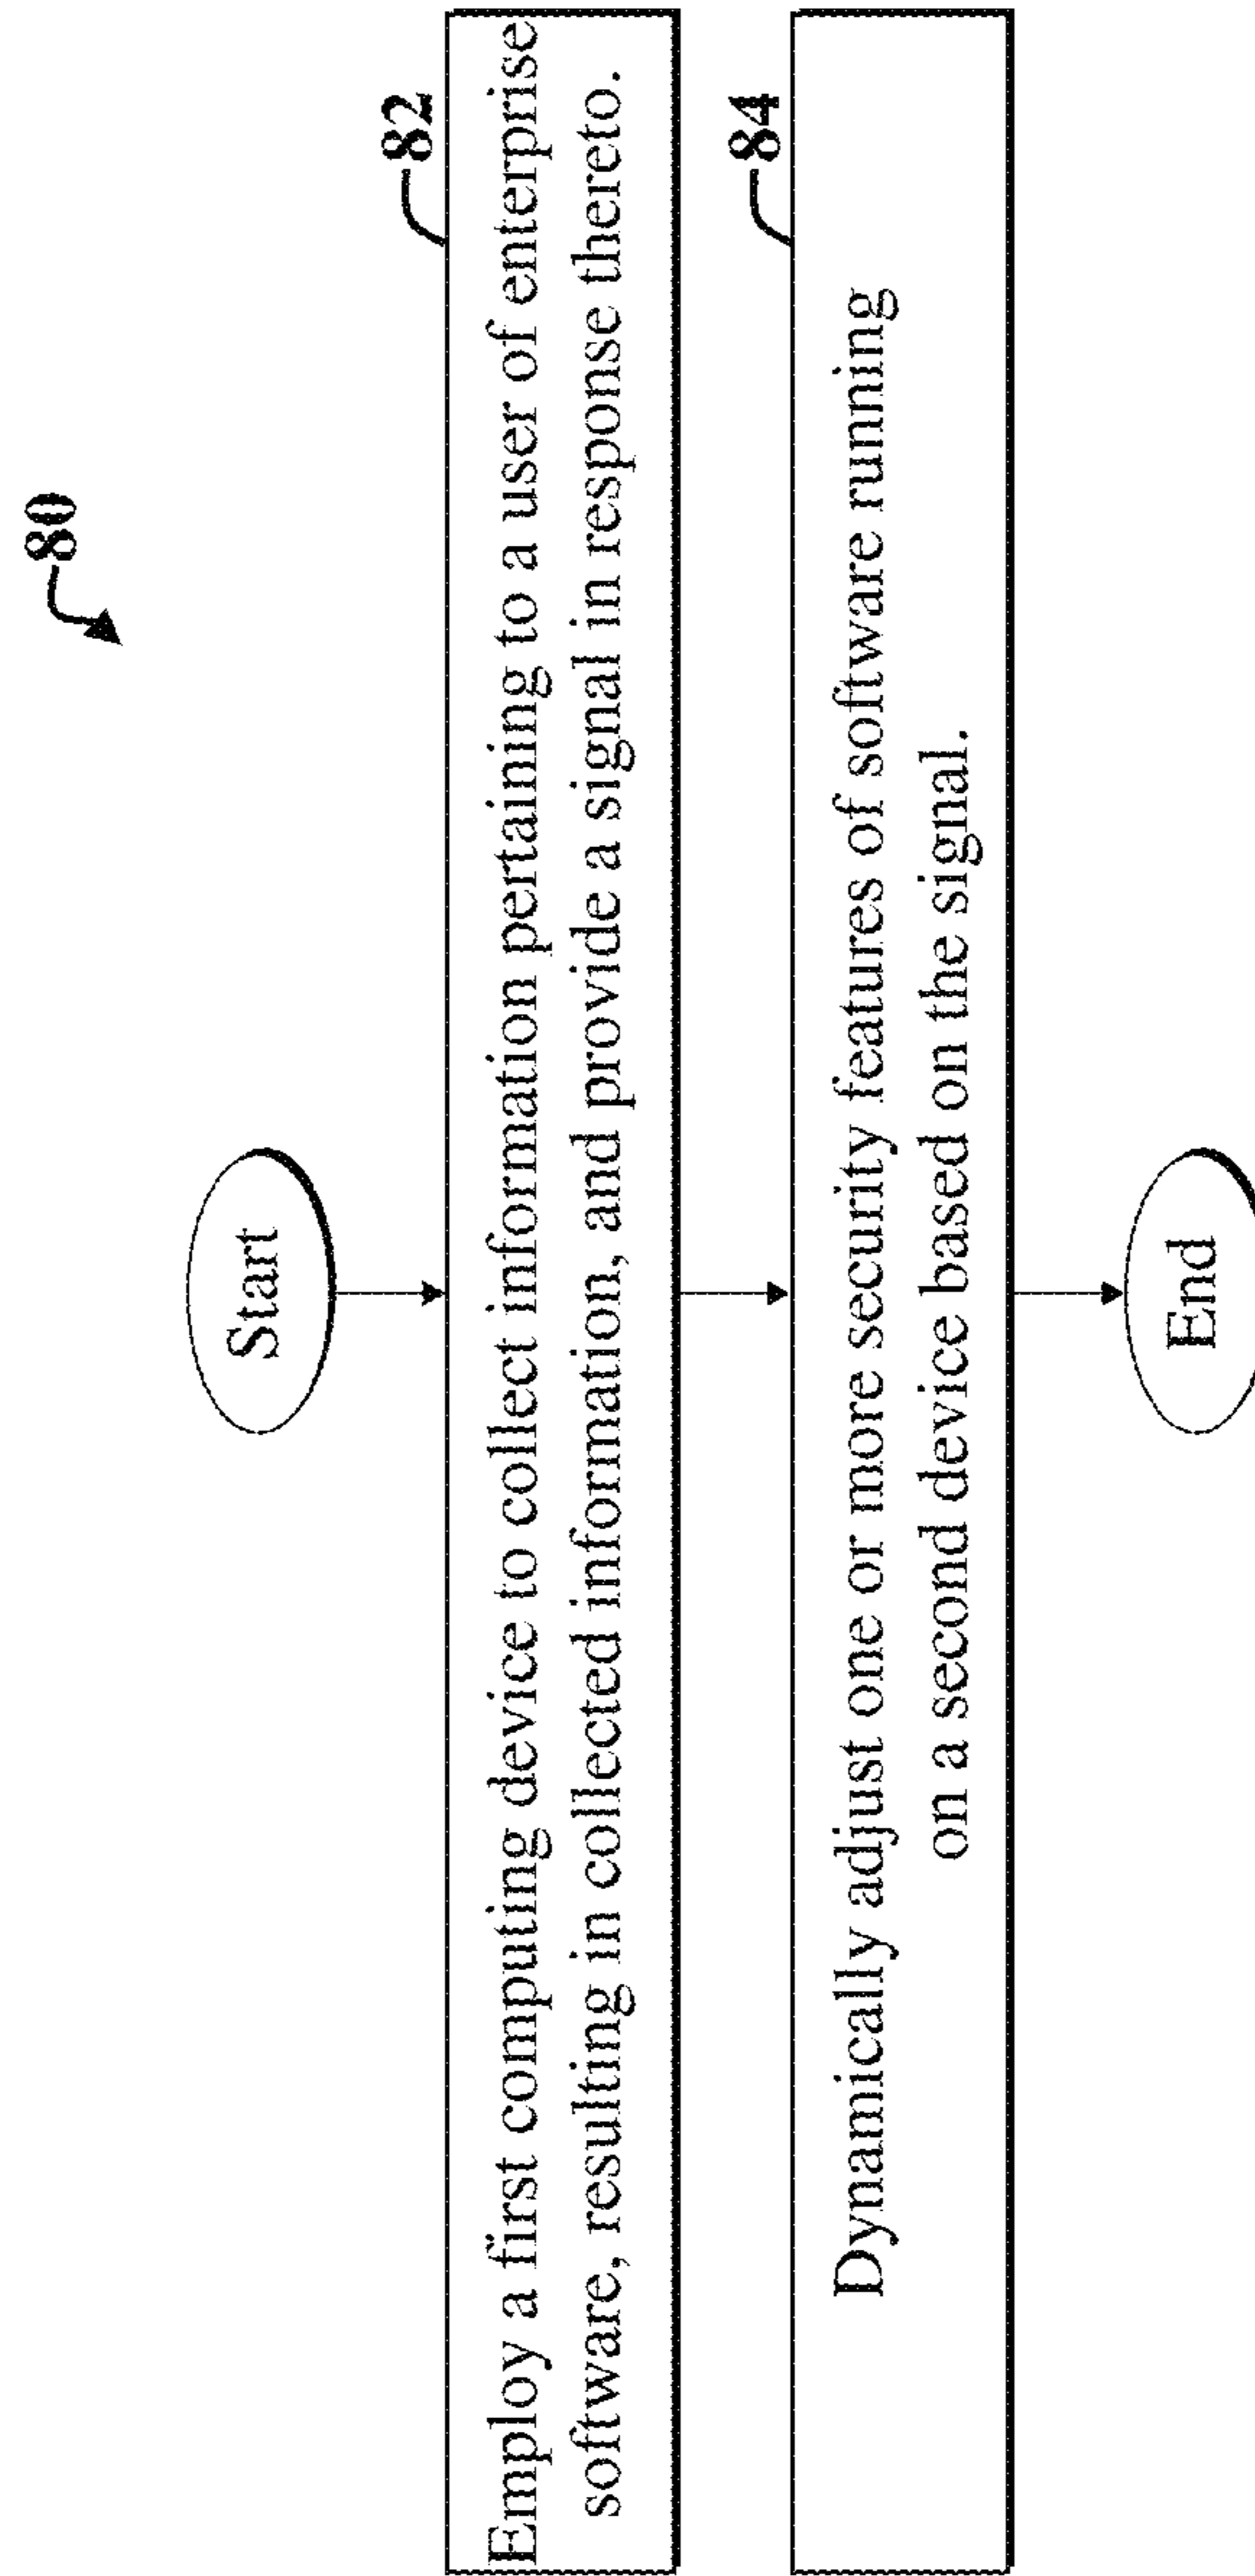 80
Start
82
Employ a first computing device to collect information pertaining to a user of enterprise
software, resulting in collected information, and provide a signal in response thereto.
84
Dynamically adjust one or more security features of software running
on a second device based on the signal.
End